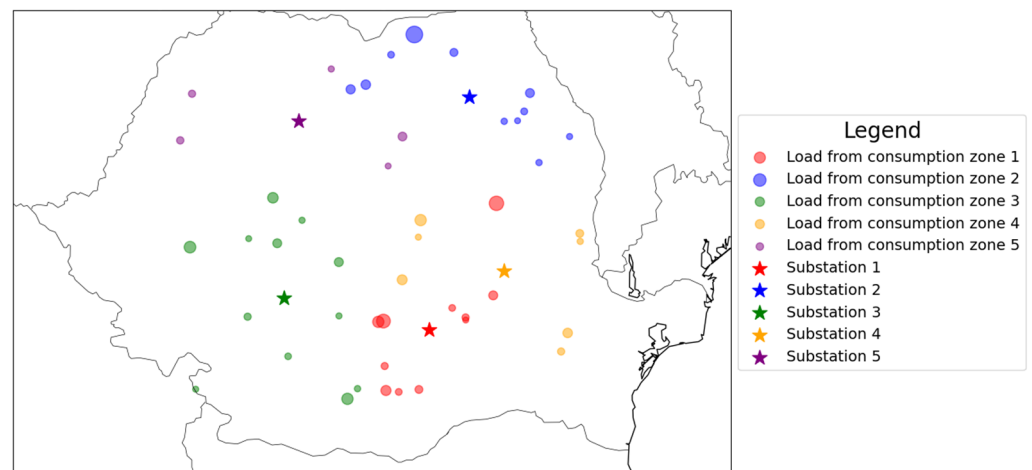 Legend
Load from consumption zone 1
Load from consumption zone 2
Load from consumption zone 3
Load from consumption zone 4
Load from consumption zone 5
Substation 1
Substation 2
Substation 3
Substation 4
Substation 5